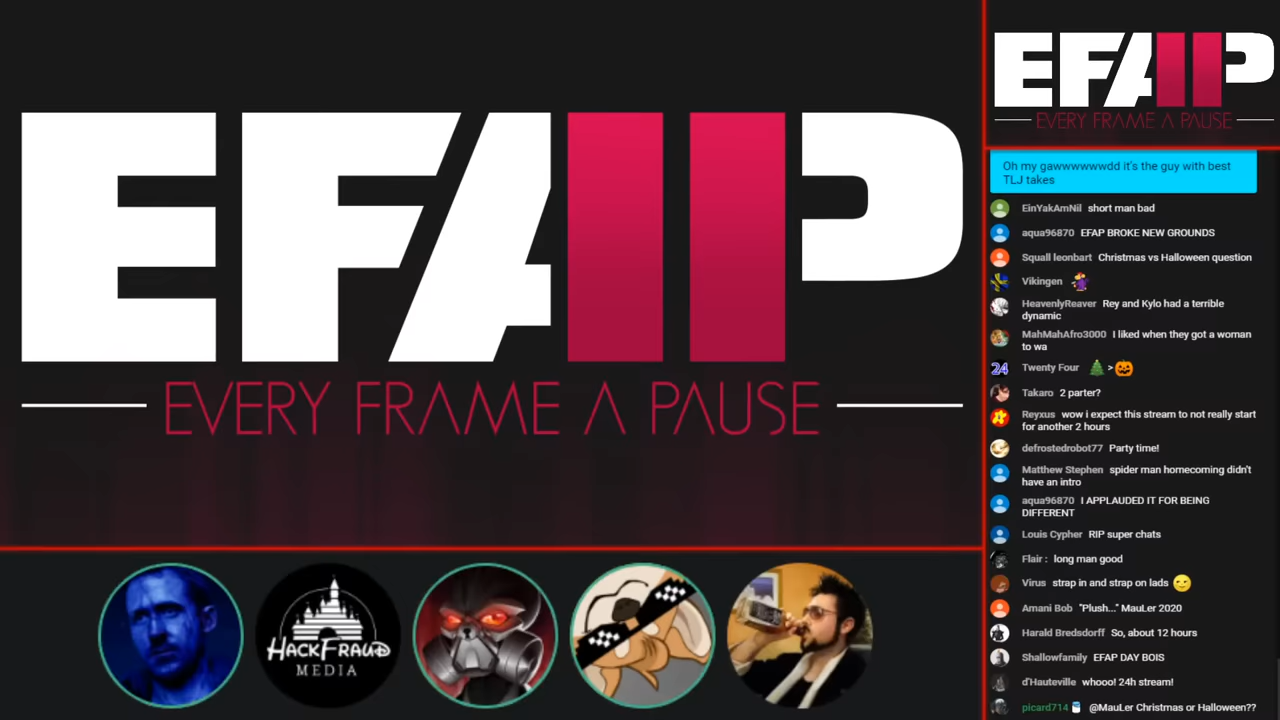 EFAP
EVERY FRAME A PAUSE
HACKFRAUD
MEDIA
EFAP
EVERY FRAME A PAUSE
Oh my gawwwwwwdd it's the guy with best
TLJ takes
EinYakAmNil short man bad
aqua96870 EFAP BROKE NEW GROUNDS
Squall leonbart Christmas vs Halloween question
Vikingen
HeavenlyReaver Rey and Kylo had a terrible
dynamic
MahMahAfro3000 I liked when they got a woman
to wa
24 Twenty Four 🎄>🎃
Takaro 2 parter?
Reyxus wow i expect this stream to not really start
for another 2 hours
defrostedrobot77 Party time!
Matthew Stephen spider man homecoming didn't
have an intro
aqua96870 I APPLAUDED IT FOR BEING
DIFFERENT
Louis Cypher RIP super chats
Flair : long man good
Virus strap in and strap on lads 😉
Amani Bob "Plush..." MauLer 2020
Harald Bredsdorff So, about 12 hours
Shallowfamily EFAP DAY BOIS
d'Hauteville whooo! 24h stream!
picard714 @MauLer Christmas or Halloween??